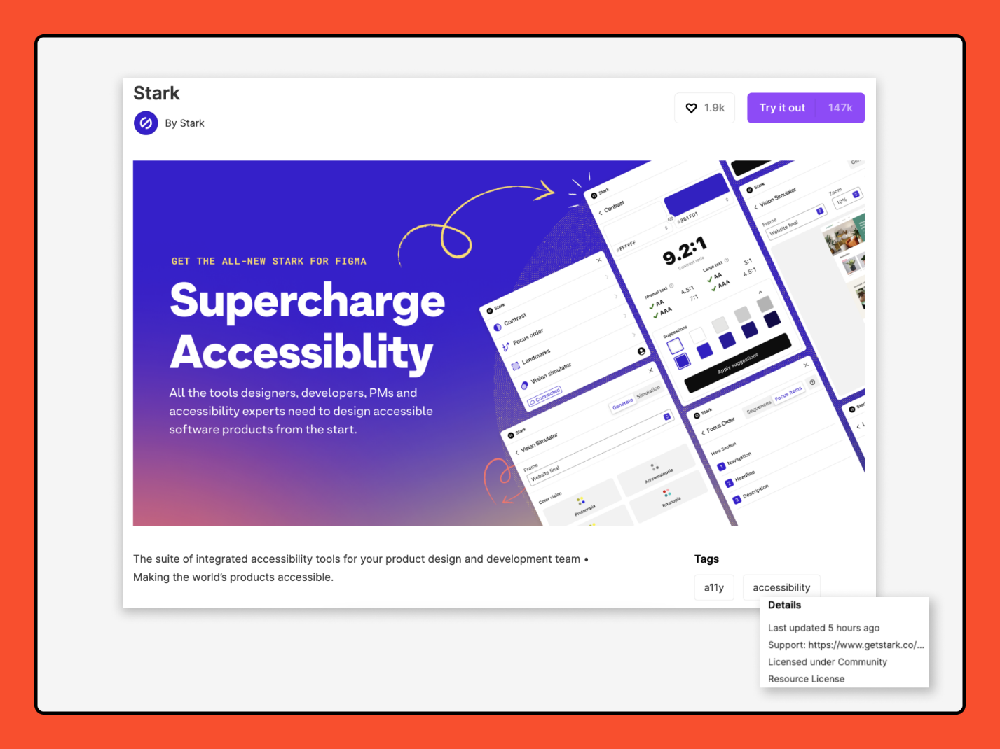 Stark
By Stark
1.9k
Try it out 147k
GET THE ALL-NEW STARK FOR FIGMA
Supercharge
Accessiblity
All the tools designers, developers, PMs and
accessibility experts need to design accessible
software products from the start.
Stark
Contrast
#FFFFFF
#3B1FD1
9.2:1
Contrast ratio
Normal text
AA 4.5:1
AAA 7:1
Large text
AA 3:1
AAA 4.5:1
Suggestions
Apply suggestions
Stark
Vision Simulator
Frame
Website final
Zoom
10%
Stark
Contrast
Focus order
Landmarks
Vision simulator
Connected
Stark
Vision Simulator
Generate Simulation
Frame
Website final
Color vision
Protonopia
Achromatopsia
Tritanopia
Stark
Focus Order
Sequences Focus items
Hero Section
1 Navigation
2 Headline
3 Description
The suite of integrated accessibility tools for your product design and development team •
Making the world's products accessible.
Tags
a11y
accessibility
Details
Last updated 5 hours ago
Support: https://www.getstark.co/...
Licensed under Community
Resource License